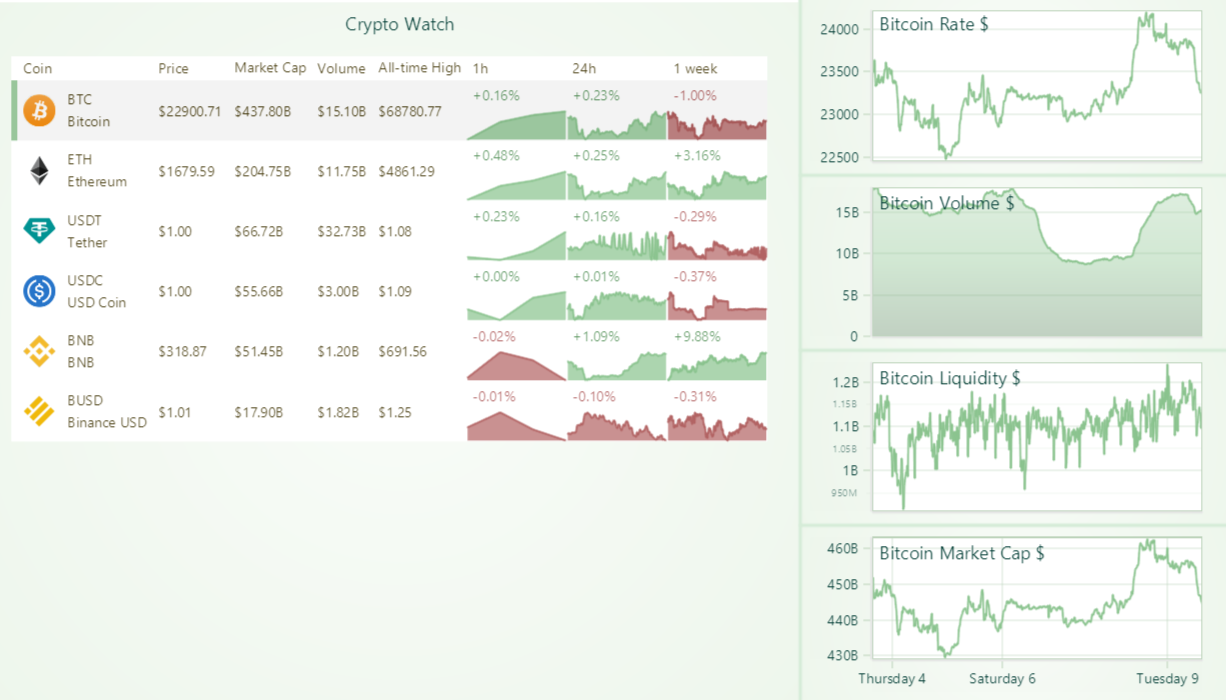 Crypto Watch
Coin Price Market Cap Volume All-time High 1h 24h 1 week
BTC
Bitcoin
$22900.71 $437.80B $15.10B $68780.77 +0.16% +0.23% -1.00%
ETH
Ethereum
$1679.59 $204.75B $11.75B $4861.29 +0.48% +0.25% +3.16%
USDT
Tether
$1.00 $66.72B $32.73B $1.08 +0.23% +0.16% -0.29%
USDC
USD Coin
$1.00 $55.66B $3.00B $1.09 +0.00% +0.01% -0.37%
BNB
BNB
$318.87 $51.45B $1.20B $691.56 -0.02% +1.09% +9.88%
BUSD
Binance USD
$1.01 $17.90B $1.82B $1.25 -0.01% -0.10% -0.31%
Bitcoin Rate $
24000
23500
23000
22500
Bitcoin Volume $
15B
10B
5B
0
Bitcoin Liquidity $
1.2B
1.15B
1.1B
1.05B
1B
950M
Bitcoin Market Cap $
460B
450B
440B
430B
Thursday 4 Saturday 6 Tuesday 9